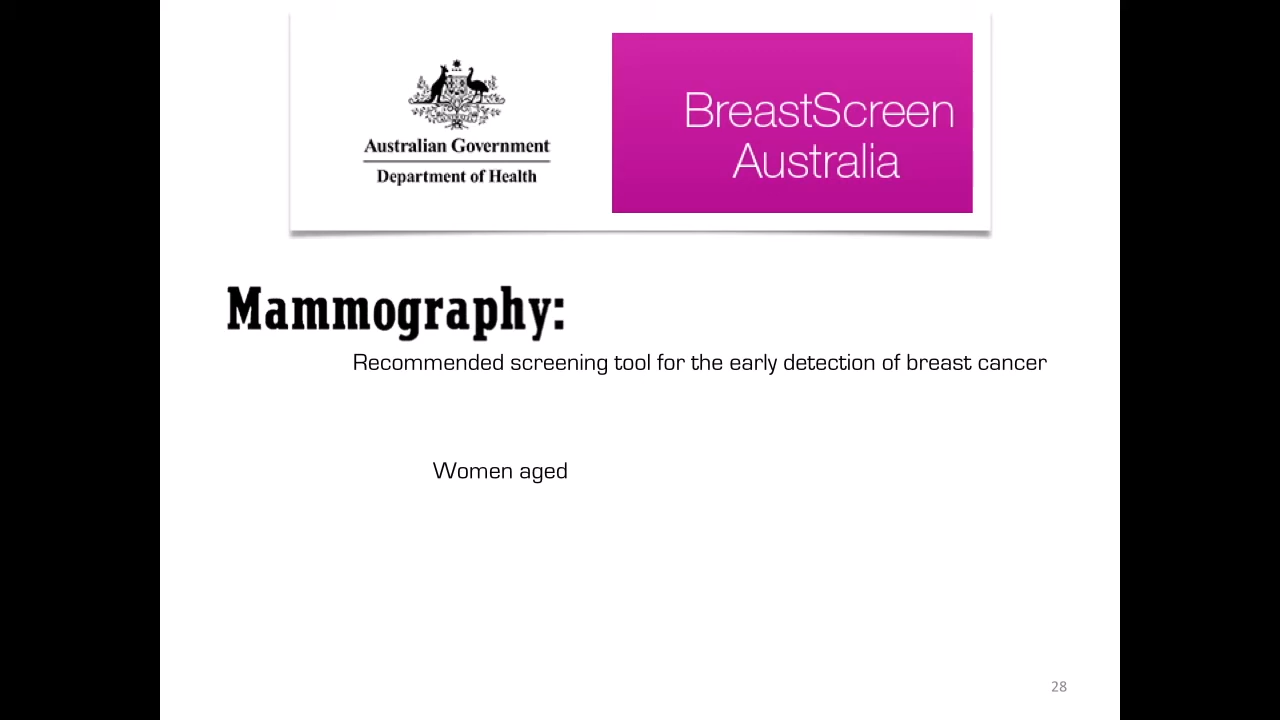 Australian Government
Department of Health
BreastScreen
Australia
Mammography:
Recommended screening tool for the early detection of breast cancer
Women aged
28